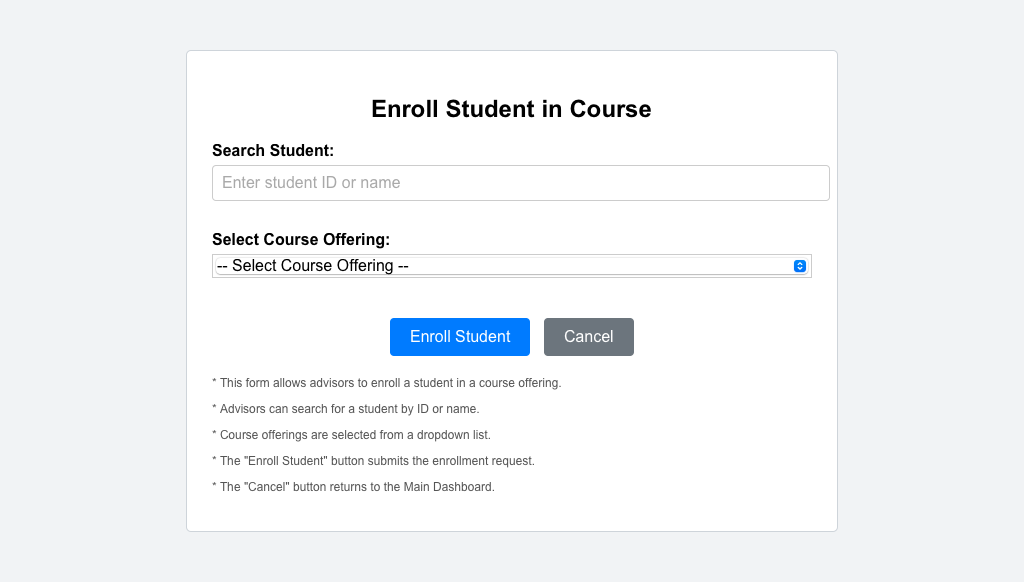 Enroll Student in Course
Search Student:
Enter student ID or name
Select Course Offering:
-- Select Course Offering --
Enroll Student
Cancel
* This form allows advisors to enroll a student in a course offering.
* Advisors can search for a student by ID or name.
* Course offerings are selected from a dropdown list.
* The "Enroll Student" button submits the enrollment request.
* The "Cancel" button returns to the Main Dashboard.